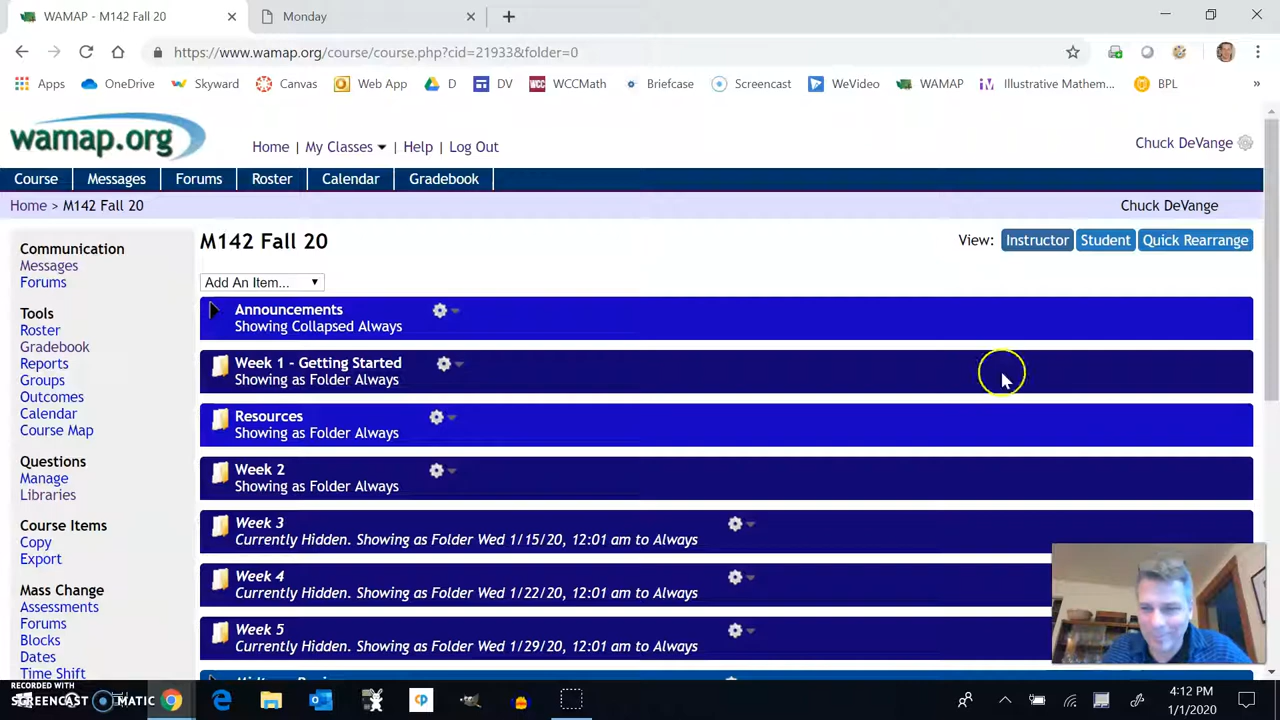 WAMAP - M142 Fall 20
Monday
https://www.wamap.org/course/course.php?cid=21933&folder=0
Apps
OneDrive
Skyward
Canvas
Web App
D
DV
WCC
WCCMath
Briefcase
Screencast
WeVideo
WAMAP
Illustrative Mathem...
BPL
wamap.org
Home | My Classes | Help | Log Out
Chuck DeVange
Course
Messages
Forums
Roster
Calendar
Gradebook
Home > M142 Fall 20
Chuck DeVange
Communication
Messages
Forums
Tools
Roster
Gradebook
Reports
Groups
Outcomes
Calendar
Course Map
Questions
Manage
Libraries
Course Items
Copy
Export
Mass Change
Assessments
Forums
Blocks
Dates
Time Shift
M142 Fall 20
View: Instructor Student Quick Rearrange
Add An Item...
Announcements
Showing Collapsed Always
Week 1 - Getting Started
Showing as Folder Always
Resources
Showing as Folder Always
Week 2
Showing as Folder Always
Week 3
Currently Hidden. Showing as Folder Wed 1/15/20, 12:01 am to Always
Week 4
Currently Hidden. Showing as Folder Wed 1/22/20, 12:01 am to Always
Week 5
Currently Hidden. Showing as Folder Wed 1/29/20, 12:01 am to Always
RECORDED WITH
SCREENCAST MATIC
4:12 PM
1/1/2020